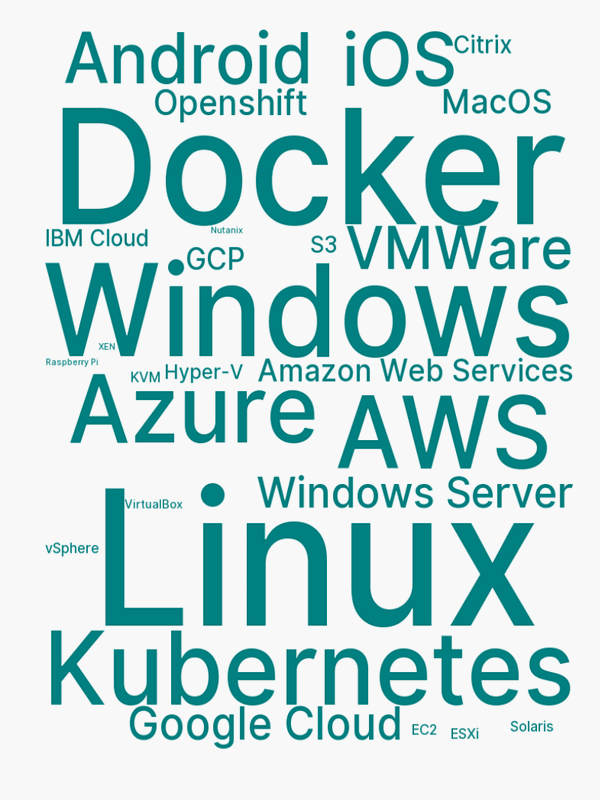 Android iOS Citrix
Openshift MacOS
Docker
IBM Cloud Nutanix GCP S3 VMWare
Windows
XEN
Raspberry Pi KVM Hyper-V Amazon Web Services
Azure AWS
Windows Server
VirtualBox
vSphere Linux
Kubernetes
Google Cloud EC2 ESXi Solaris